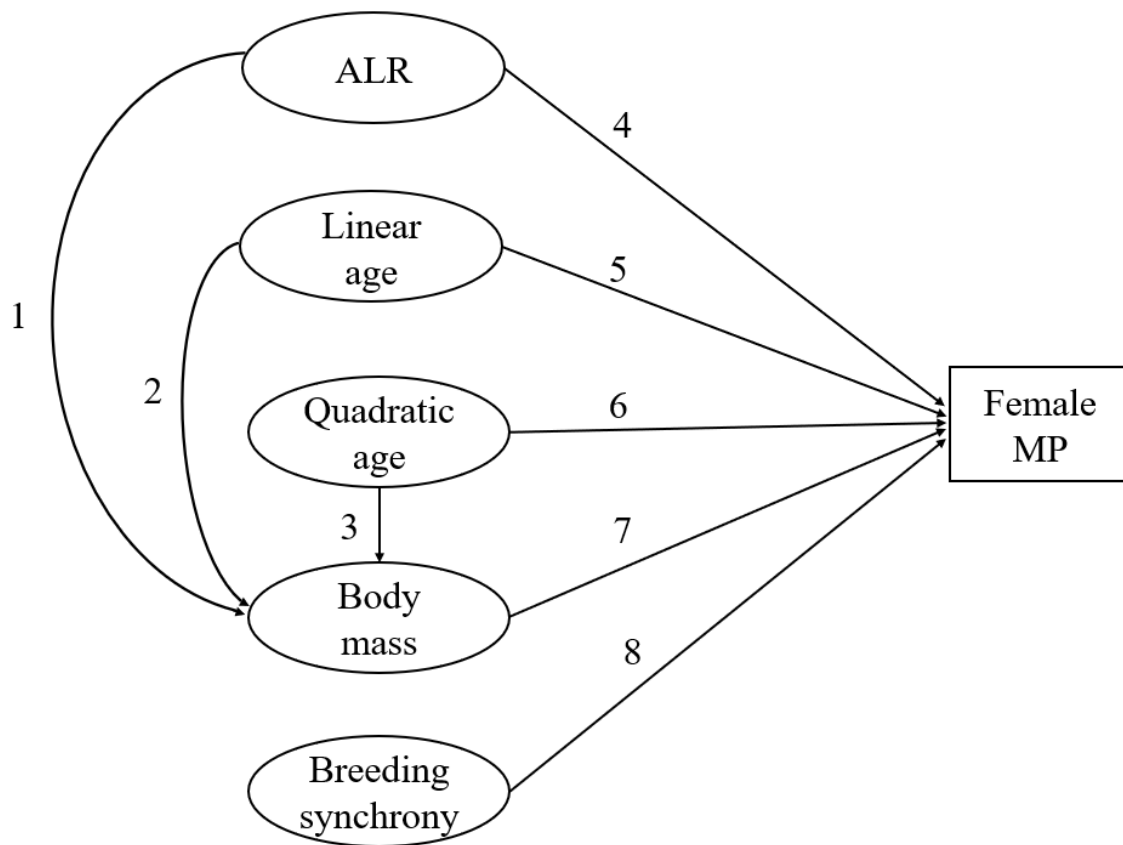 ALR
4
Linear
age
5
1
2
Quadratic
age
6
Female
MP
3
7
Body
mass
8
Breeding
synchrony